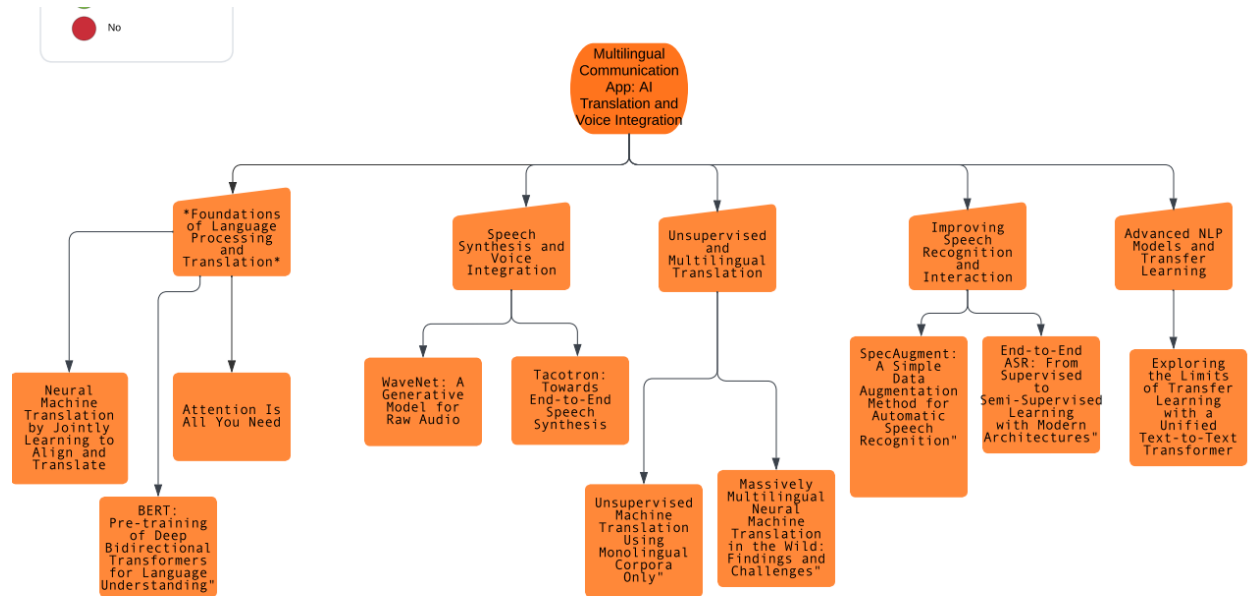 No
Multilingual
Communication
App: AI
Translation and
Voice Integration
*Foundations
of Language
Processing
and
Translation*
Speech
Synthesis and
Voice
Integration
Unsupervised
and
Multilingual
Translation
Improving
Speech
Recognition
and
Interaction
Advanced NLP
Models and
Transfer
Learning
Neural
Machine
Translation
by Jointly
Learning to
Align and
Translate
Attention Is
All You Need
BERT:
Pre-training
of Deep
Bidirectional
Transformers
for Language
Understanding"
WaveNet: A
Generative
Model for
Raw Audio
Tacotron:
Towards
End-to-End
Speech
Synthesis
Unsupervised
Machine
Translation
Using
Monolingual
Corpora
Only"
Massively
Multilingual
Neural
Machine
Translation
in the Wild:
Findings and
Challenges"
SpecAugment:
A Simple
Data
Augmentation
Method for
Automatic
Speech
Recognition"
End-to-End
ASR: From
Supervised
to
Semi-Supervised
Learning
with Modern
Architectures"
Exploring
the Limits
of Transfer
Learning
with a
Unified
Text-to-Text
Transformer